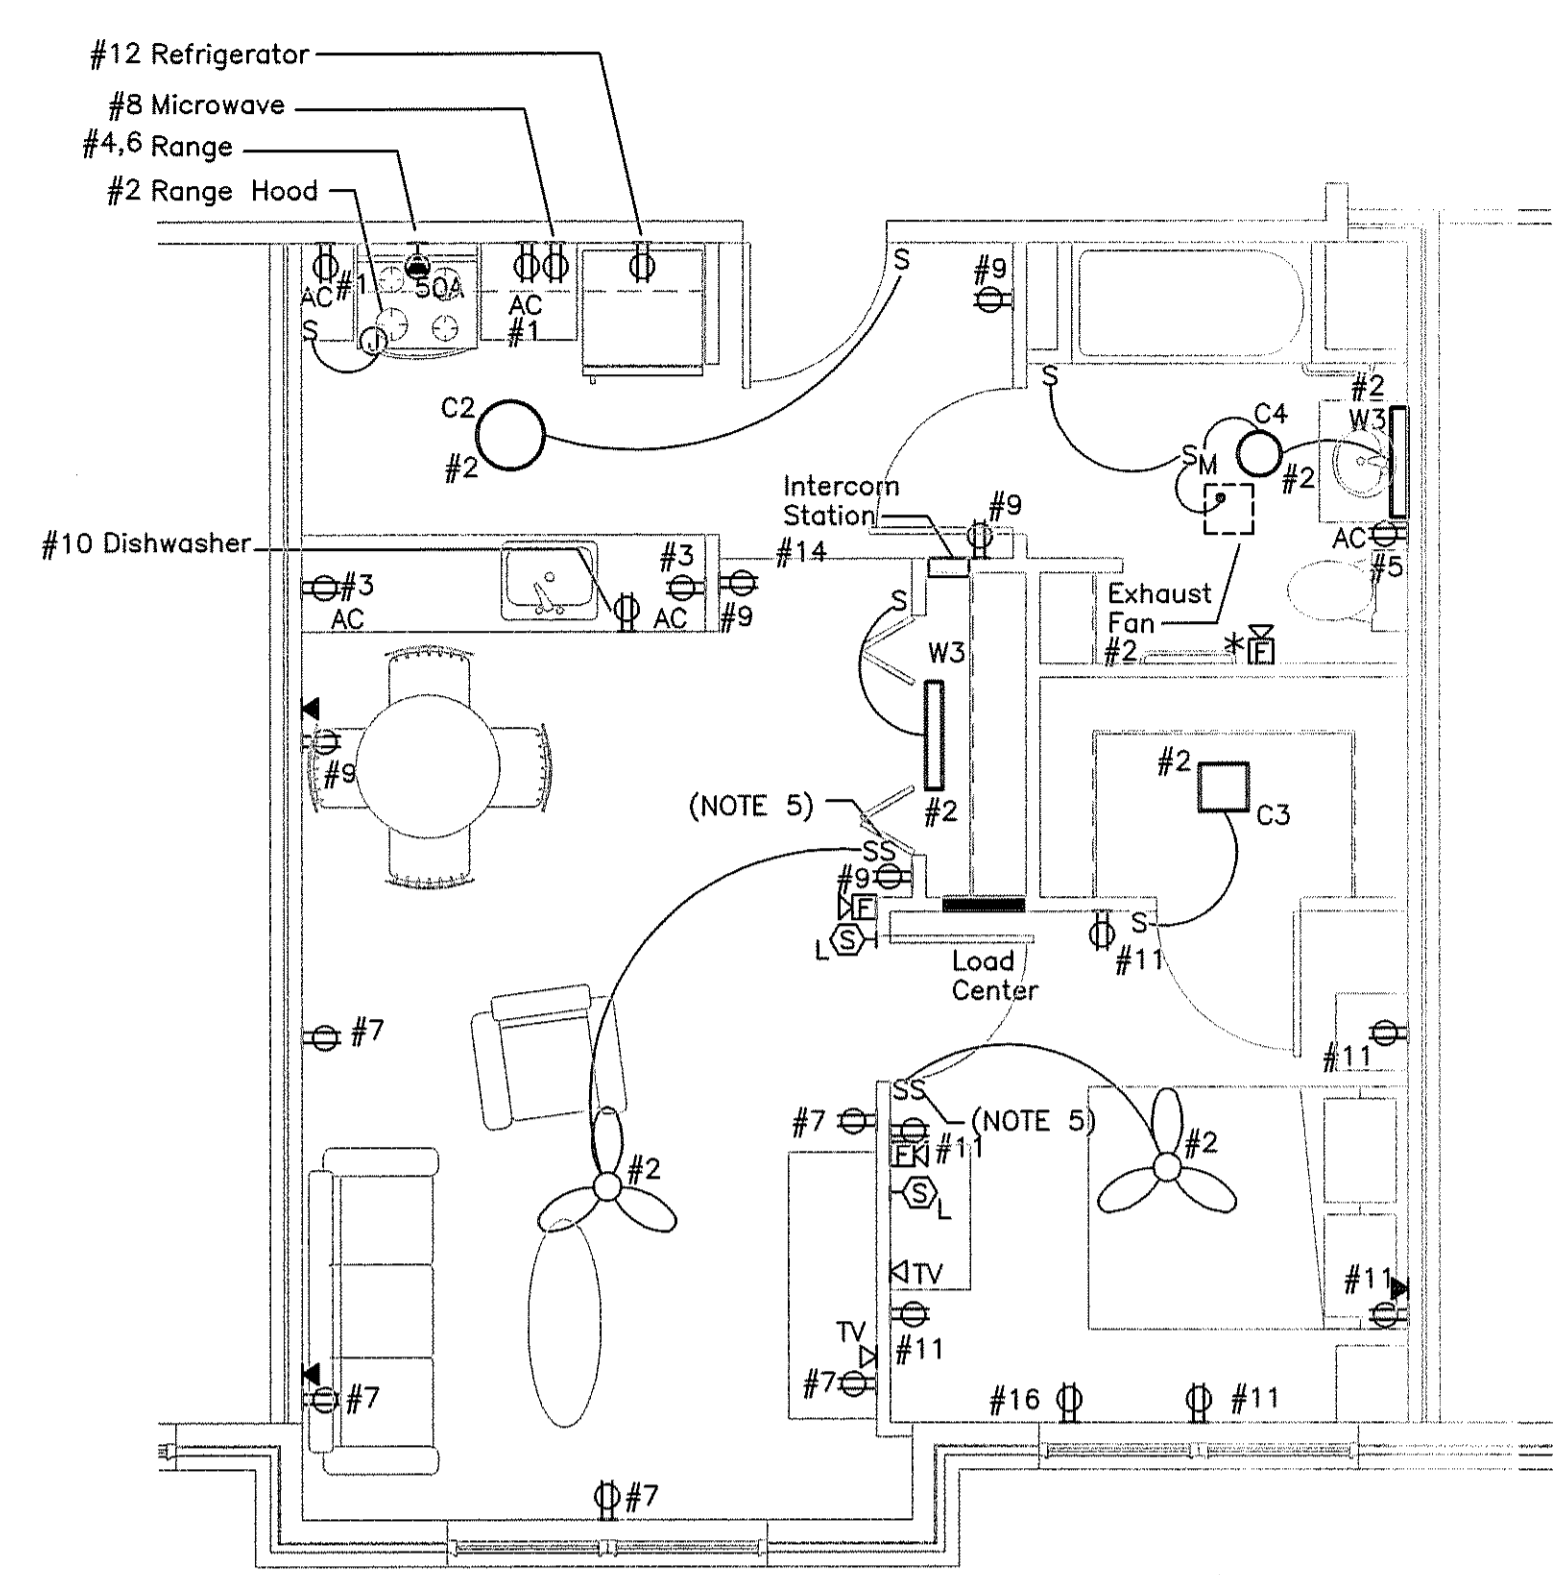 #12 Refrigerator
#8 Microwave
#4,6 Range
#2 Range Hood
S
#9
AC
#1
50A
AC
#1
S
J
S
#2
W3
C2
#2
C4
SM
#2
Intercom
Station
#9
#14
AC
#5
#10 Dishwasher
#3
AC
#3
AC
#9
S
Exhaust
Fan
#2
*
F
W3
#9
#2
C3
(NOTE 5)
#2
SS
#9
F
S
L
S
#11
Load
Center
#7
#11
SS
(NOTE 5)
#7
#11
F
#2
#2
S
L
TV
#11
TV
#11
#7
#7
#16
#11
#7